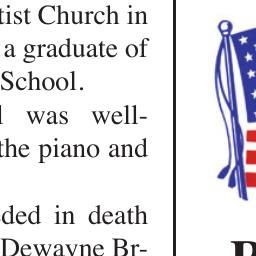 tist Church in
a graduate of
School.
l was well-
the piano and
ded in death
Dewayne Br-